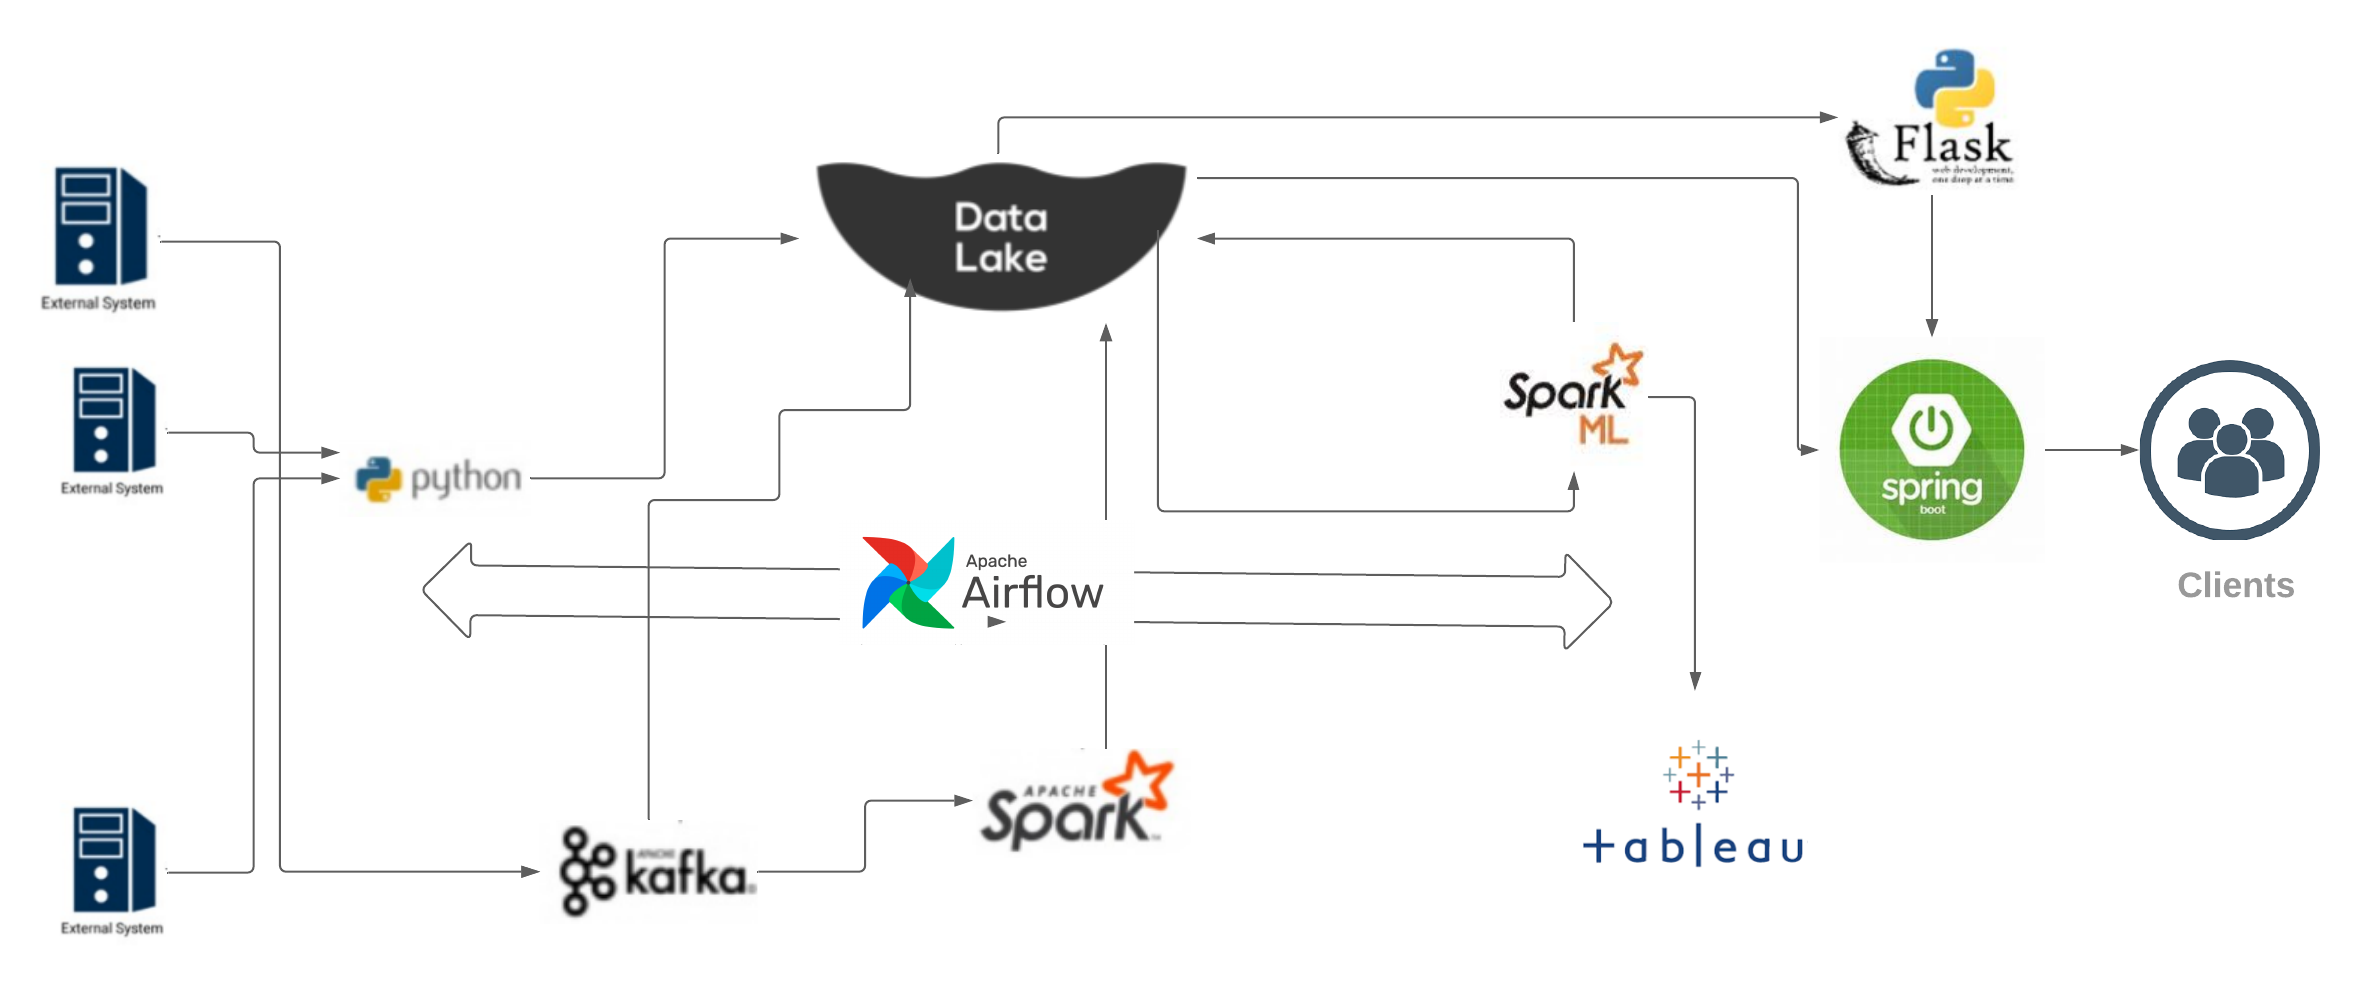 Flask
web development,
one drop at a time
Data
Lake
External System
Spark
ML
External System
python
spring
boot
Apache
Airflow
Clients
APACHE
Spark
tableau
APACHE
kafka
External System